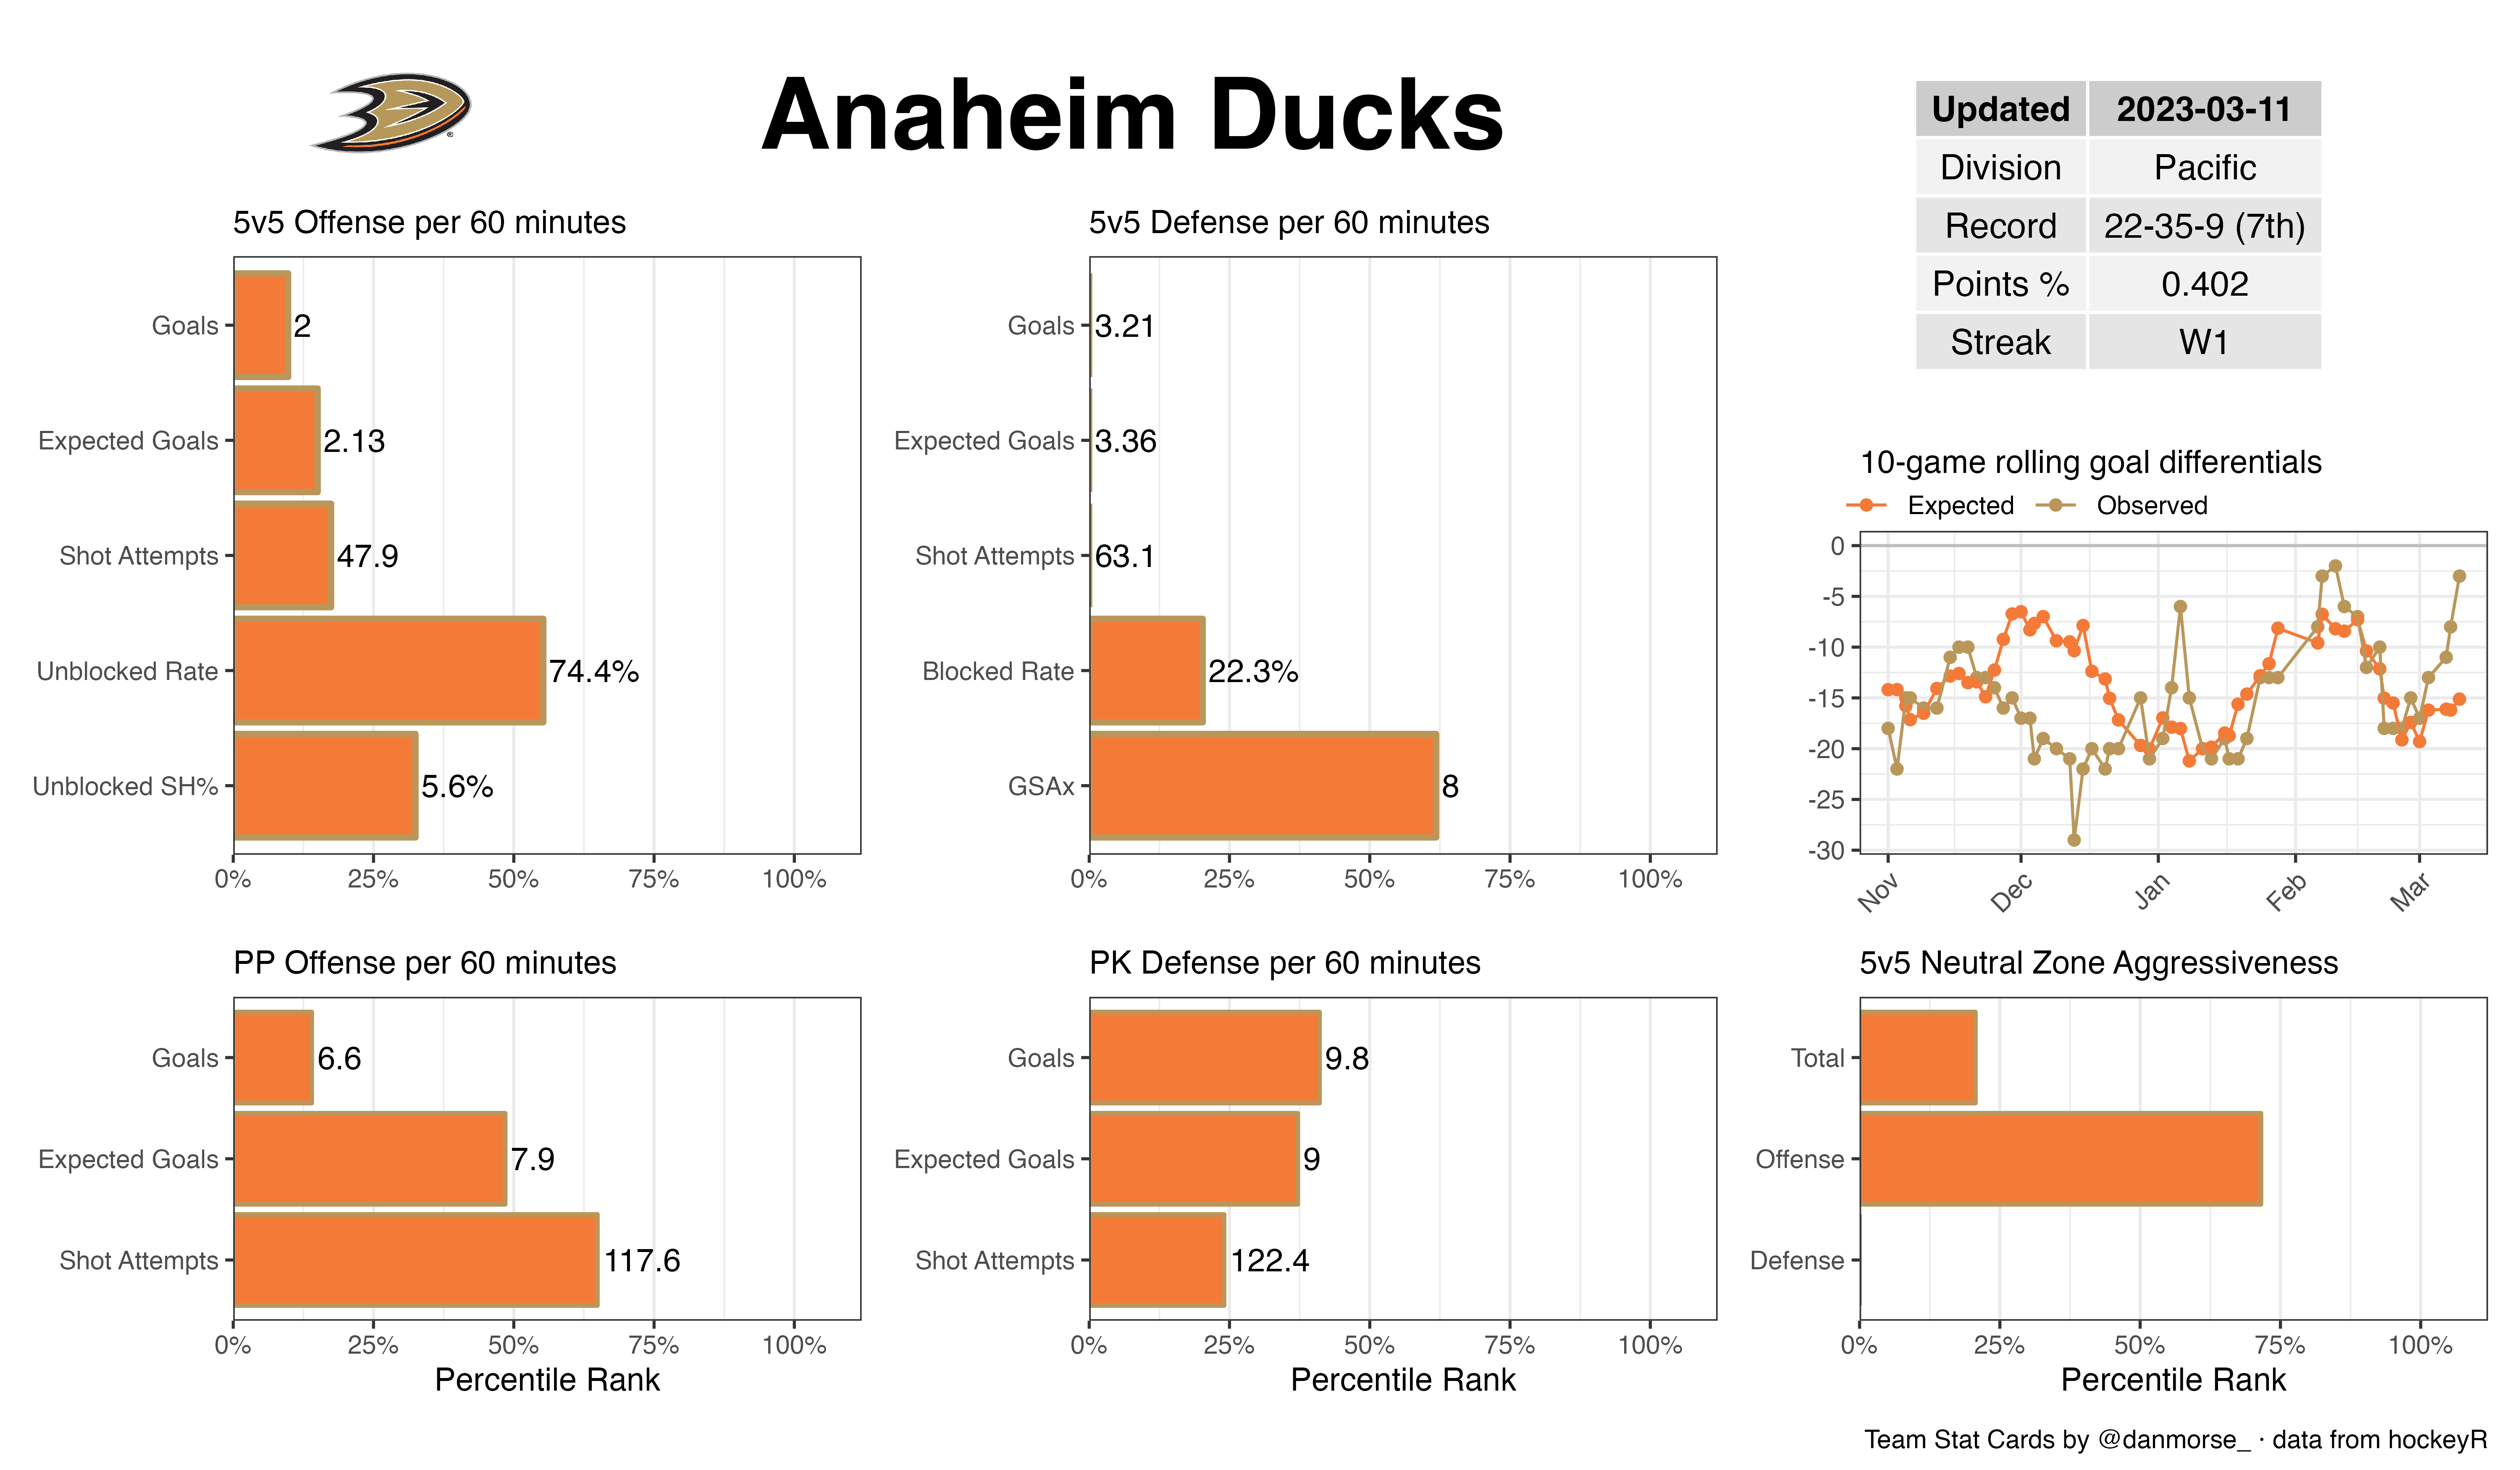 Anaheim Ducks
Updated 2023-03-11
Division Pacific
Record 22-35-9 (7th)
Points % 0.402
Streak W1
5v5 Offense per 60 minutes
Goals 2
Expected Goals 2.13
Shot Attempts 47.9
Unblocked Rate 74.4%
Unblocked SH% 5.6%
0% 25% 50% 75% 100%
5v5 Defense per 60 minutes
Goals 3.21
Expected Goals 3.36
Shot Attempts 63.1
Blocked Rate 22.3%
GSAx 8
0% 25% 50% 75% 100%
10-game rolling goal differentials
Expected Observed
0
-5
-10
-15
-20
-25
-30
Nov Dec Jan Feb Mar
PP Offense per 60 minutes
Goals 6.6
Expected Goals 7.9
Shot Attempts 117.6
0% 25% 50% 75% 100%
Percentile Rank
PK Defense per 60 minutes
Goals 9.8
Expected Goals 9
Shot Attempts 122.4
0% 25% 50% 75% 100%
Percentile Rank
5v5 Neutral Zone Aggressiveness
Total
Offense
Defense
0% 25% 50% 75% 100%
Percentile Rank
Team Stat Cards by @danmorse_ · data from hockeyR